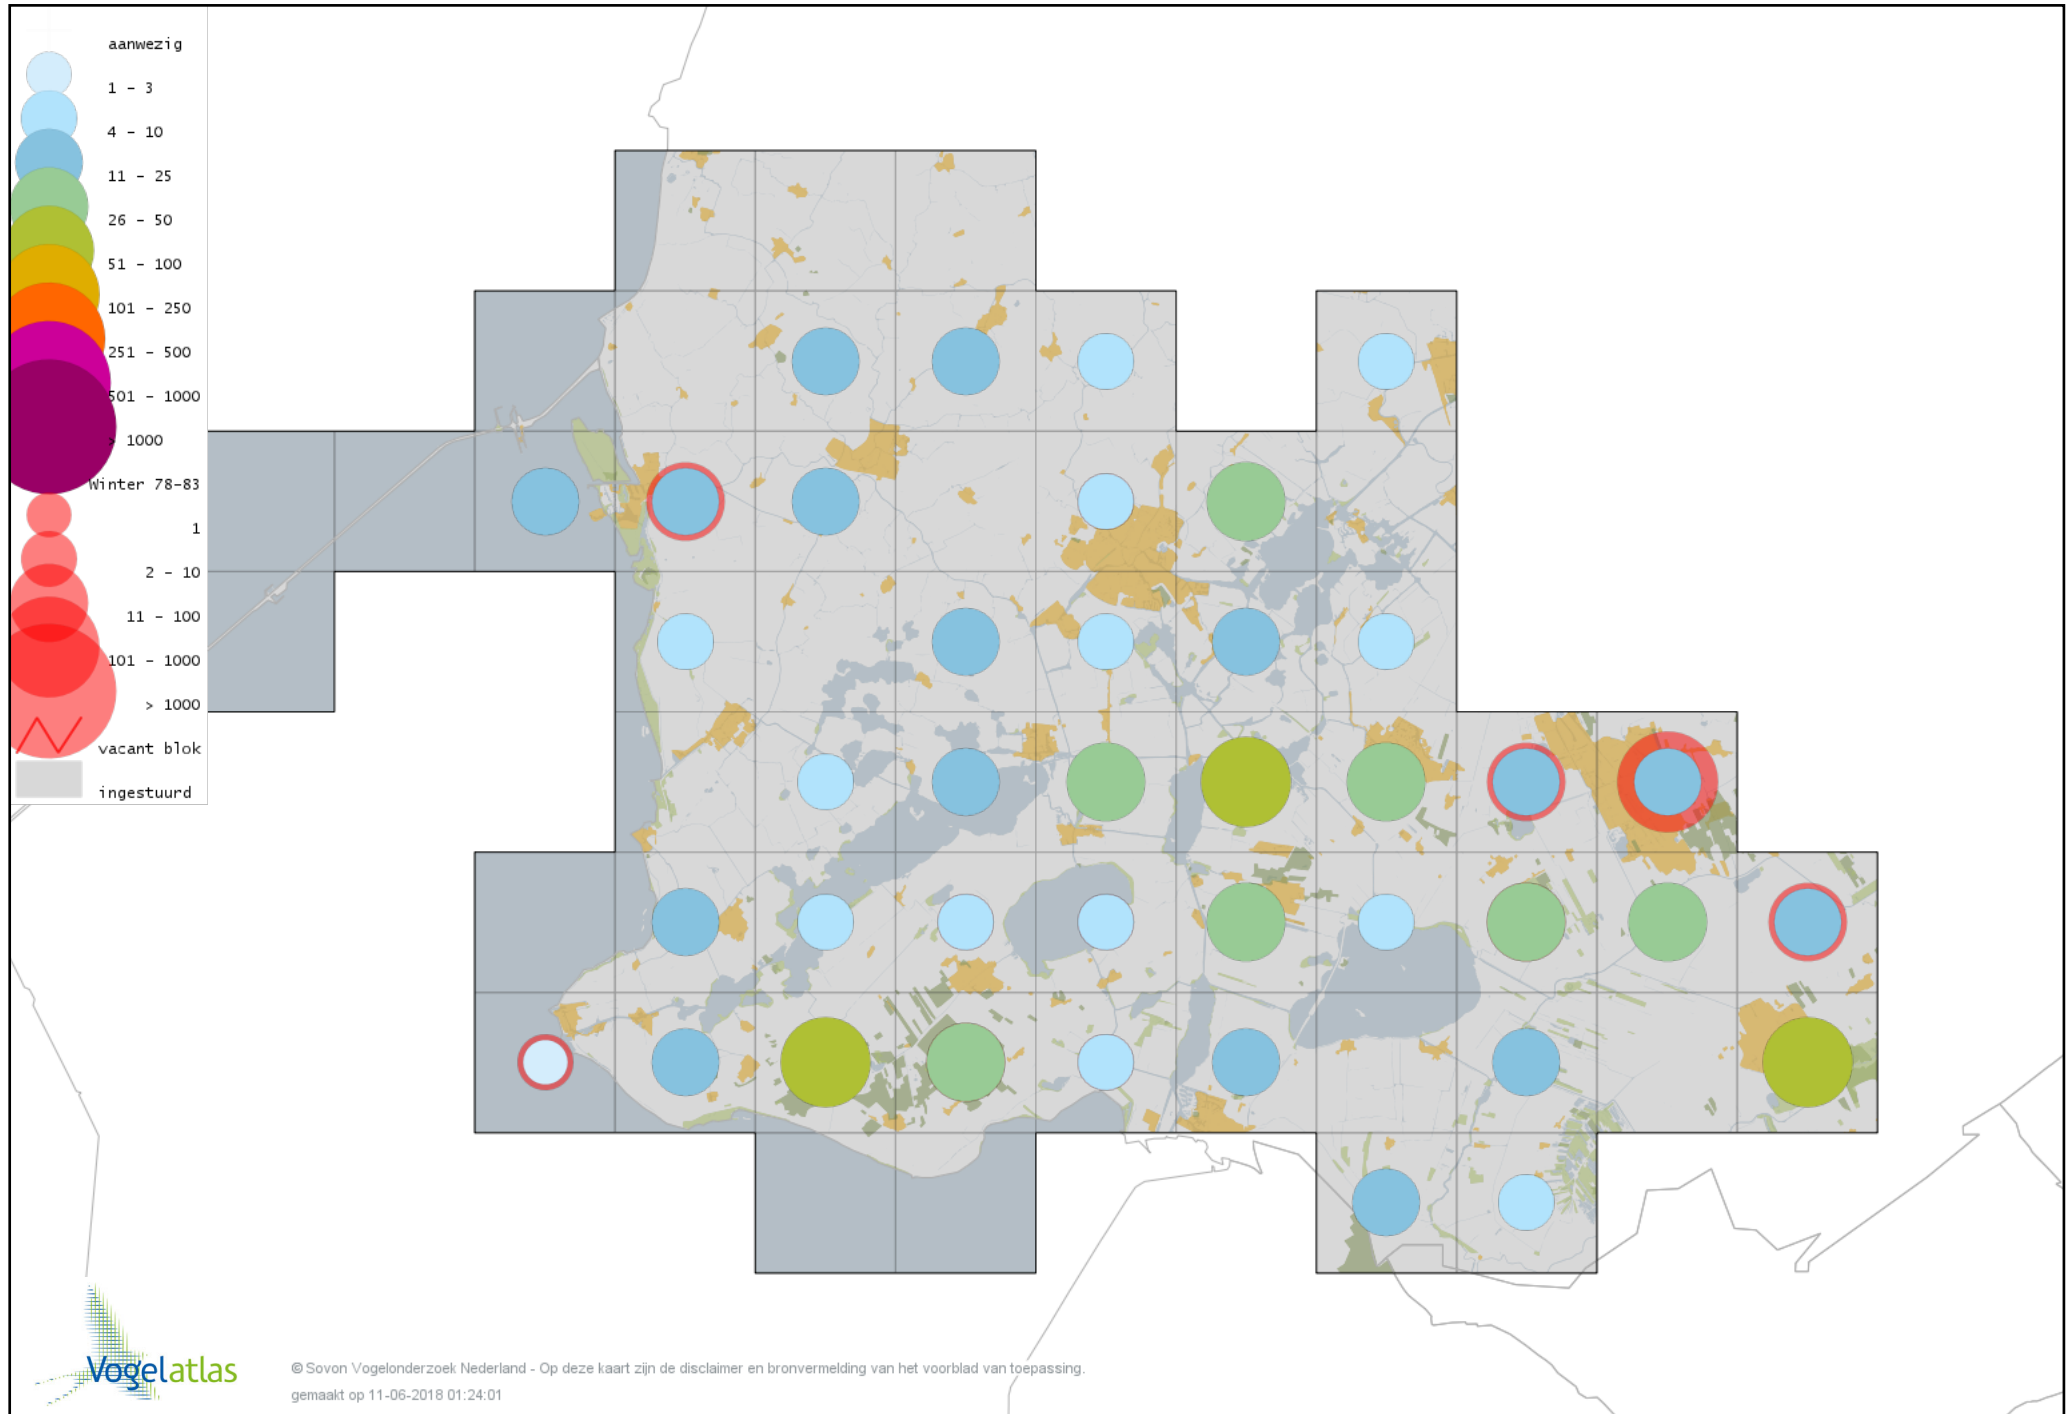 aanwezig
1 - 3
4 - 10
11 - 25
26 - 50
51 - 100
101 - 250
251 - 500
501 - 1000
> 1000
Winter 78-83
1
2 - 10
11 - 100
101 - 1000
> 1000
vacant blok
ingestuurd
Vogelatlas
© Sovon Vogelonderzoek Nederland - Op deze kaart zijn de disclaimer en bronvermelding van het voorblad van toepassing.
gemaakt op 11-06-2018 01:24:01